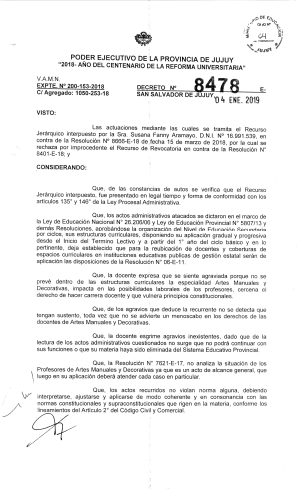 PODER EJECUTIVO DE LA PROVINCIA DE JUJUY
"2018- AÑO DEL CENTENARIO DE LA REFORMA UNIVERSITARIA"
V.A.M.N.
EXPTE. Nº 200-153-2018
C/ Agregado: 1050-253-18
DECRETO Nº 8478 E-
SAN SALVADOR DE JUJUY, 04 ENE. 2019
VISTO:
Las actuaciones mediante las cuales se tramita el Recurso
Jerárquico interpuesto por la Sra. Susana Fanny Aramayo, D.N.I. Nº 16.991.539, en
contra de la Resolución Nº 8666-E-18 de fecha 15 de marzo de 2018, por la cual se
rechaza por improcedente el Recurso de Revocatoria en contra de la Resolución Nº
8401-E-18; y
CONSIDERANDO:
Que, de las constancias de autos se verifica que el Recurso
Jerárquico interpuesto, fue presentado en legal tiempo y forma de conformidad con los
artículos 135° y 146° de la Ley Procesal Administrativa.
Que, los actos administrativos atacados se dictaron en el marco de
la Ley de Educación Nacional Nº 26.206/06 y Ley de Educación Provincial Nº 5807/13 y
demás Resoluciones, aprobándose la organización del Nivel de Educación Secundaria
por ciclos, sus estructuras curriculares, disponiendo su aplicación gradual y progresiva
desde el Inicio del Termino Lectivo y a partir del 1° año del ciclo básico y en lo
pertinente, deja establecido que para la reubicación de docentes y coberturas de
espacios curriculares en instituciones educativas publicas de gestión estatal serán de
aplicación las disposiciones de la Resolución Nº 06-E-11.
Que, la docente expresa que se siente agraviada porque no se
prevé dentro de las estructuras curriculares la especialidad Artes Manuales y
Decorativas, impacta en las posibilidades laborales de los profesores, cercena el
derecho de hacer carrera docente y que vulnera principios constitucionales.
Que, de los agravios que deduce la recurrente no se detecta que
tengan sustento, toda vez que no se advierte un menoscabo en los derechos de las
docentes de Artes Manuales y Decorativas.
Que, la docente esgrime agravios inexistentes, dado que de la
lectura de los actos administrativos cuestionados no surge que no podrá continuar con
sus funciones o que su materia haya sido eliminada del Sistema Educativo Provincial.
Que, la Resolución Nº 7621-E-17, no analiza la situación de los
Profesores de Artes Manuales y Decorativas ya que es un acto de alcance general, que
luego en su aplicación deberá atender cada caso en particular.
Que, los actos recurridos no violan norma alguna, debiendo
interpretarse, ajustarse y aplicarse de modo coherente y en consonancia con las
normas constitucionales y supraconstitucionales que rigen en la materia, conforme los
lineamientos del Artículo 2° del Código Civil y Comercial.